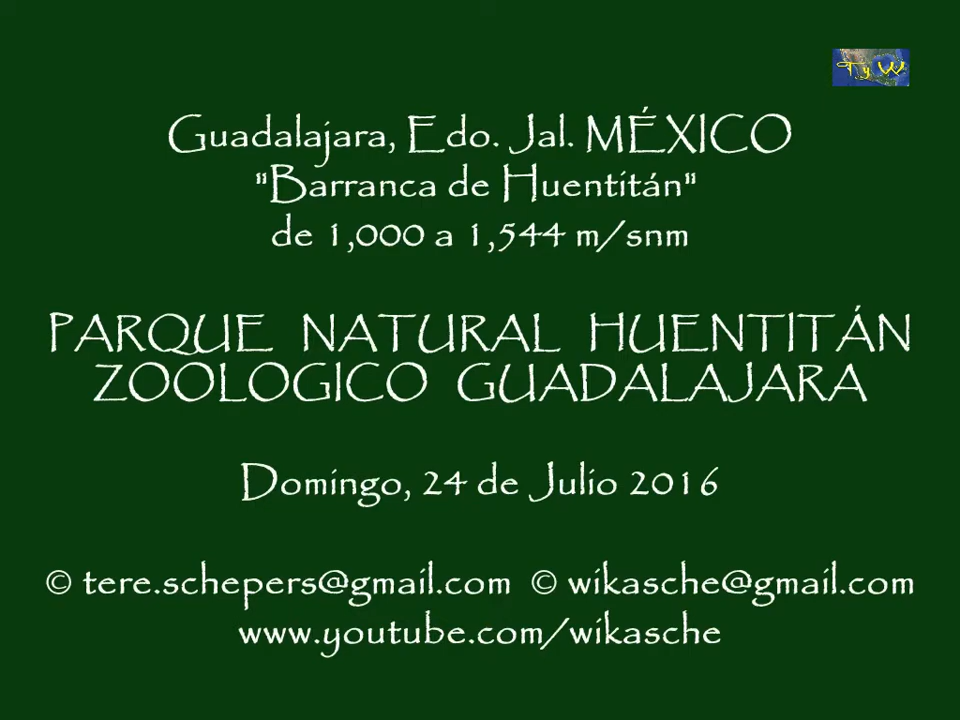 T y W
Guadalajara, Edo. Jal. MÉXICO
"Barranca de Huentitán"
de 1,000 a 1,544 m/snm
PARQUE NATURAL HUENTITÁN
ZOOLOGICO GUADALAJARA
Domingo, 24 de Julio 2016
© tere.schepers@gmail.com © wikasche@gmail.com
www.youtube.com/wikasche